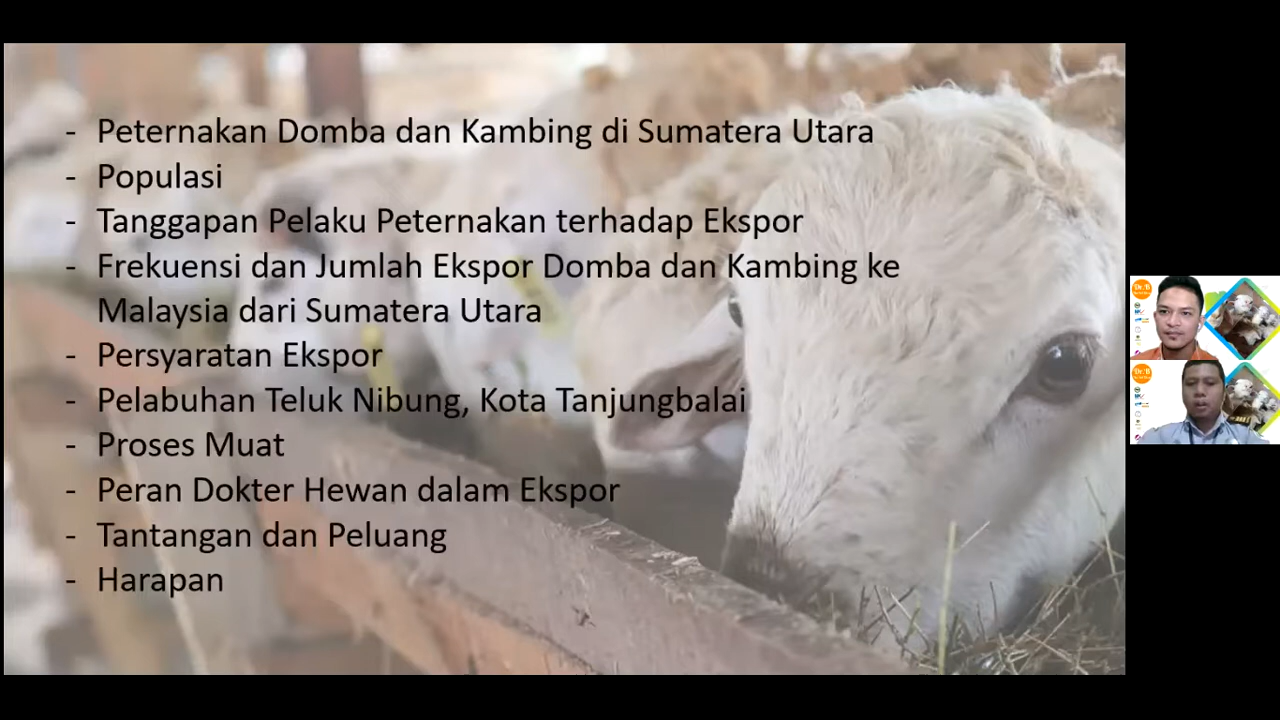 - Peternakan Domba dan Kambing di Sumatera Utara
- Populasi
- Tanggapan Pelaku Peternakan terhadap Ekspor
- Frekuensi dan Jumlah Ekspor Domba dan Kambing ke
Malaysia dari Sumatera Utara
- Persyaratan Ekspor
- Pelabuhan Teluk Nibung, Kota Tanjungbalai
- Proses Muat
- Peran Dokter Hewan dalam Ekspor
- Tantangan dan Peluang
- Harapan